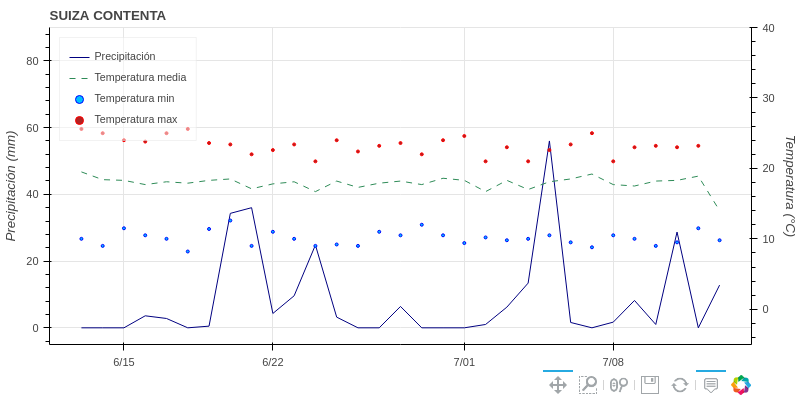 SUIZA CONTENTA
Precipitación
Temperatura media
Temperatura min
Temperatura max
Precipitación (mm)
80
60
40
20
0
40
30
20
10
0
Temperatura (°C)
6/15
6/22
7/01
7/08